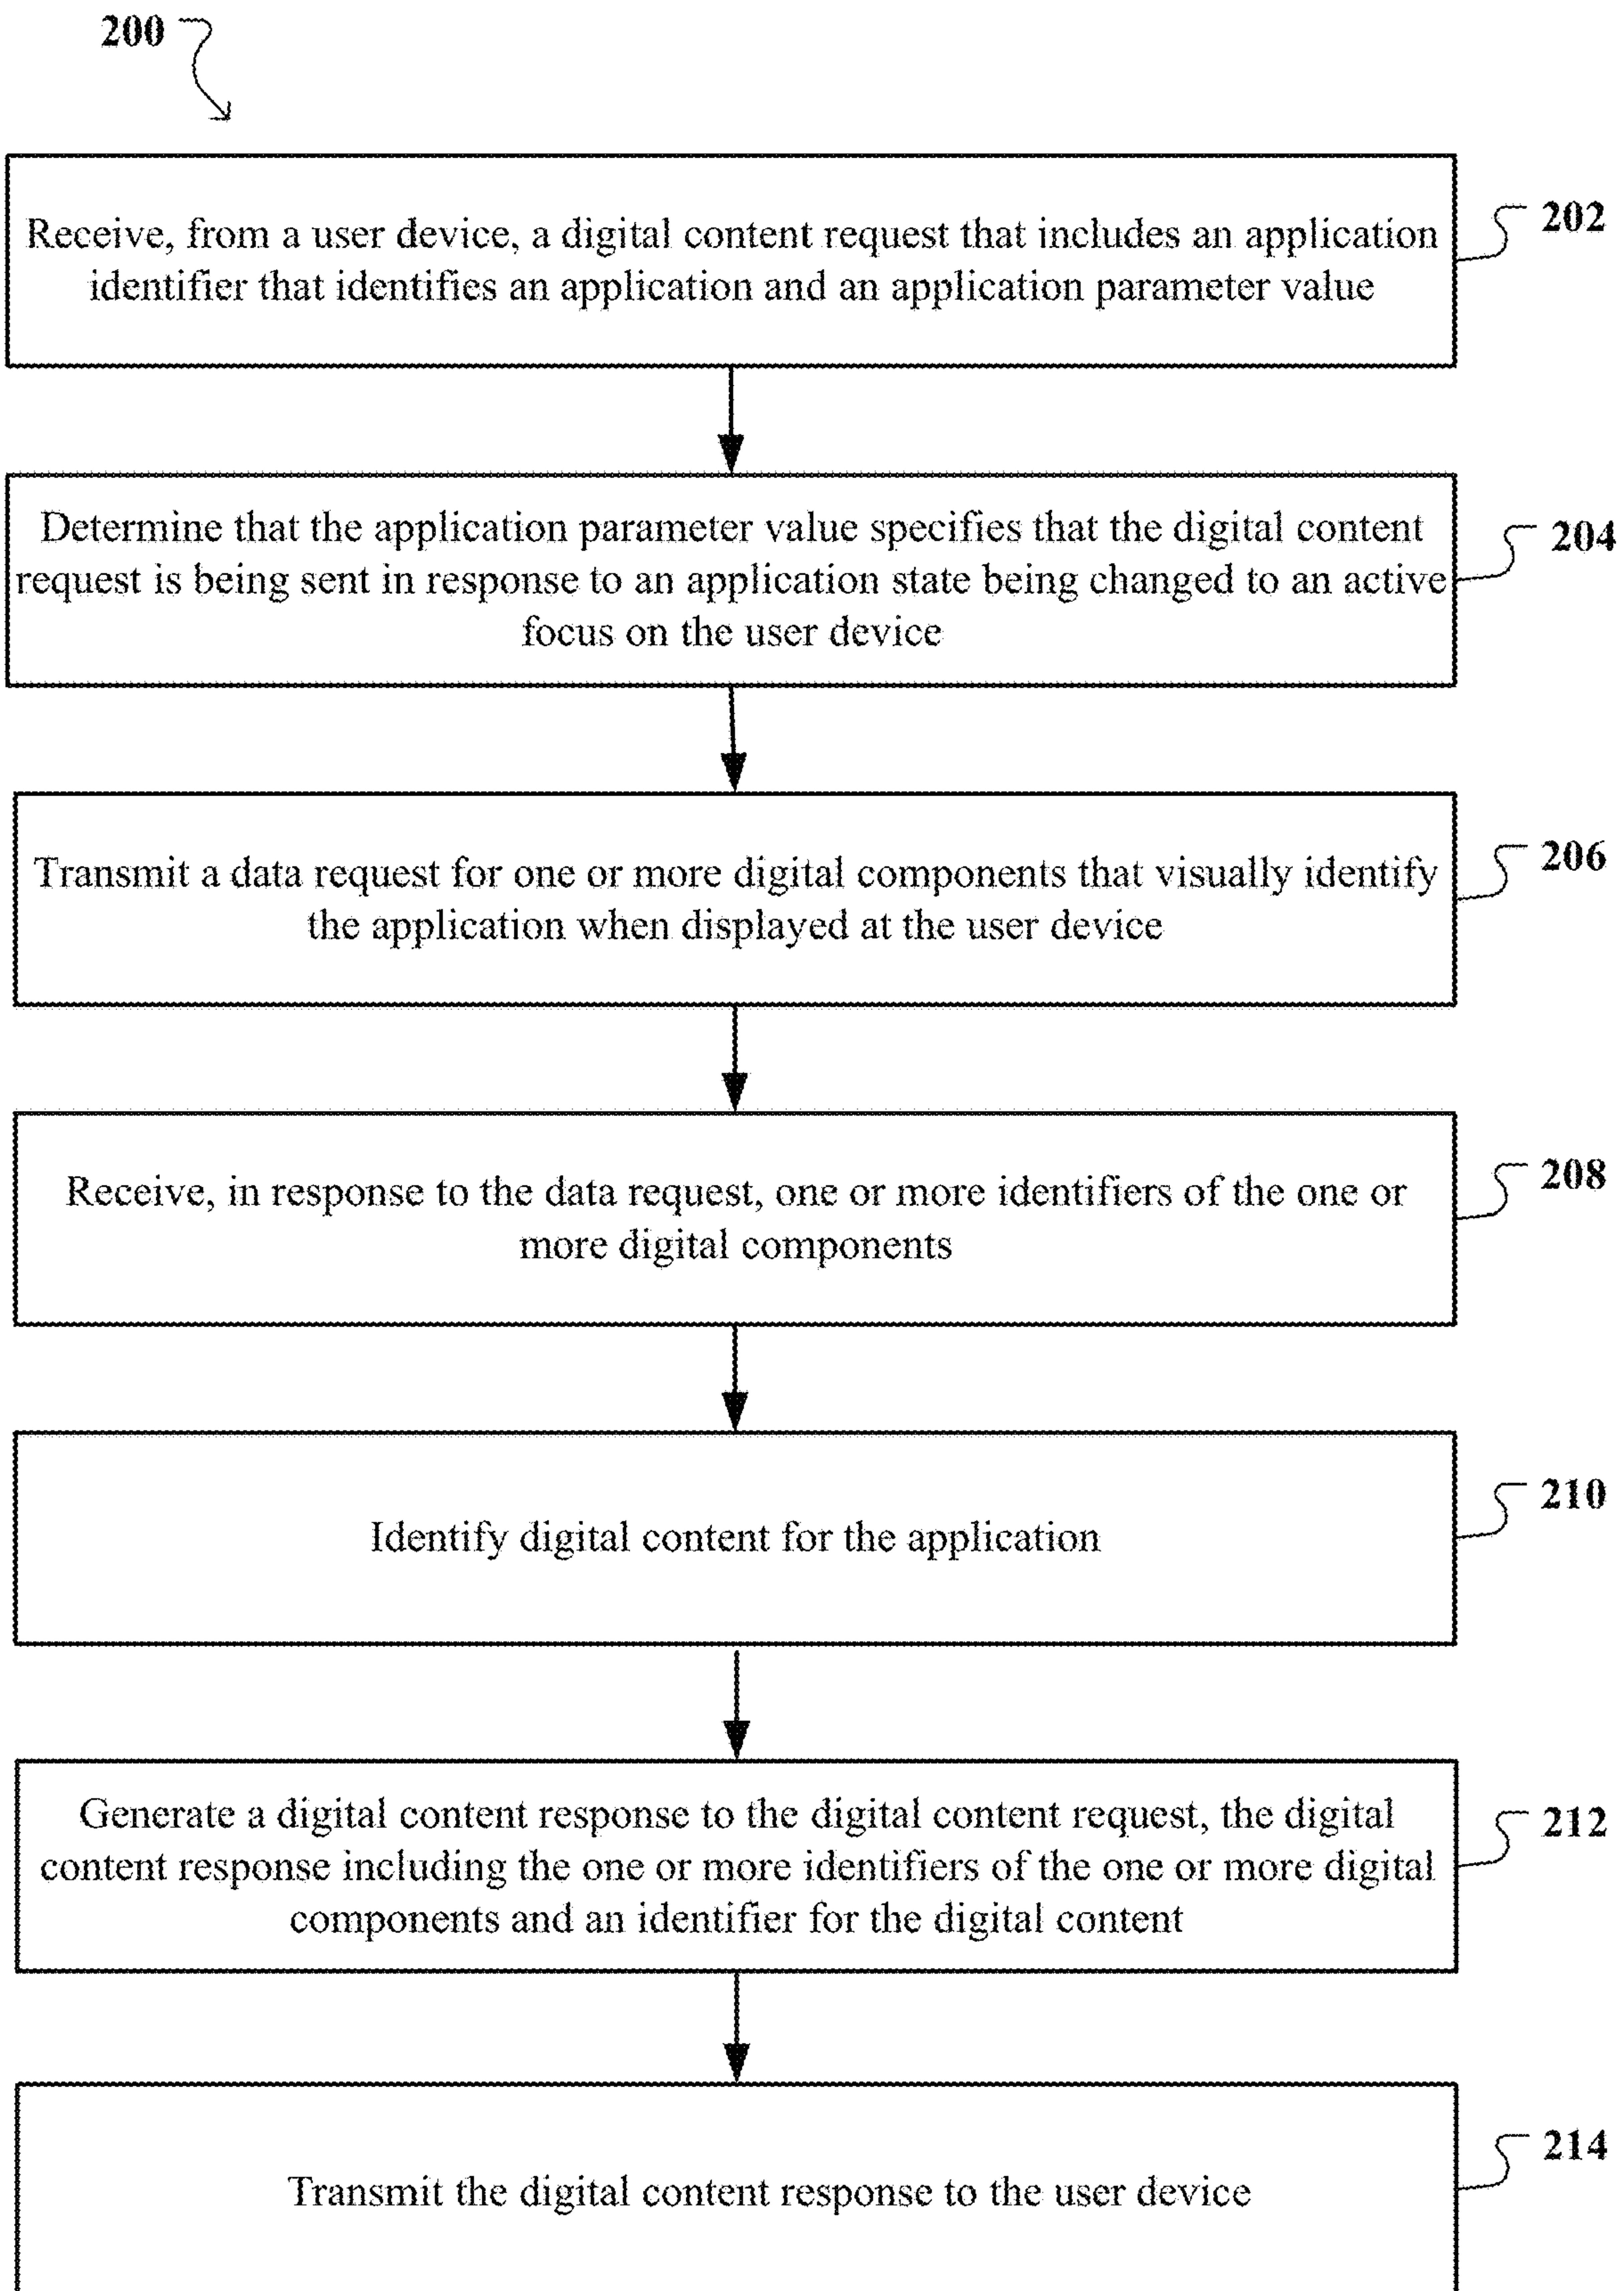 200
Receive, from a user device, a digital content request that includes an application
identifier that identifies an application and an application parameter value
202
Determine that the application parameter value specifies that the digital content
request is being sent in response to an application state being changed to an active
focus on the user device
204
Transmit a data request for one or more digital components that visually identify
the application when displayed at the user device
206
Receive, in response to the data request, one or more identifiers of the one or
more digital components
208
Identify digital content for the application
210
Generate a digital content response to the digital content request, the digital
content response including the one or more identifiers of the one or more digital
components and an identifier for the digital content
212
Transmit the digital content response to the user device
214